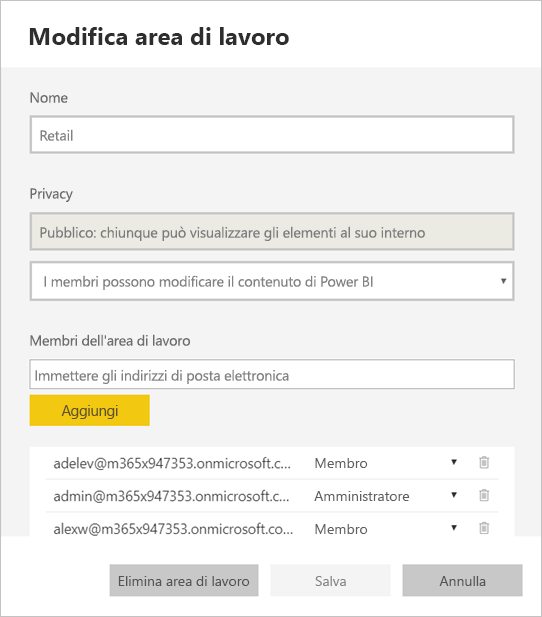 Modifica area di lavoro
Nome
Retail
Privacy
Pubblico: chiunque può visualizzare gli elementi al suo interno
I membri possono modificare il contenuto di Power BI
Membri dell'area di lavoro
Immettere gli indirizzi di posta elettronica
Aggiungi
adelev@m365x947353.onmicrosoft.c... Membro
admin@m365x947353.onmicrosoft.c... Amministratore
alexw@m365x947353.onmicrosoft.co... Membro
Elimina area di lavoro Salva Annulla